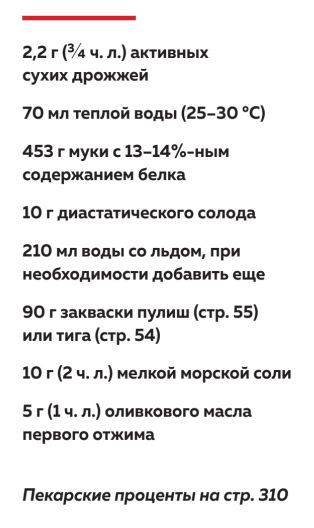 2,2 г (¾ ч. л.) активных
сухих дрожжей
70 мл теплой воды (25–30 °C)
453 г муки с 13–14%-ным
содержанием белка
10 г диастатического солода
210 мл воды со льдом, при
необходимости добавить еще
90 г закваски пулиш (стр. 55)
или тига (стр. 54)
10 г (2 ч. л.) мелкой морской соли
5 г (1 ч. л.) оливкового масла
первого отжима
Пекарские проценты на стр. 310